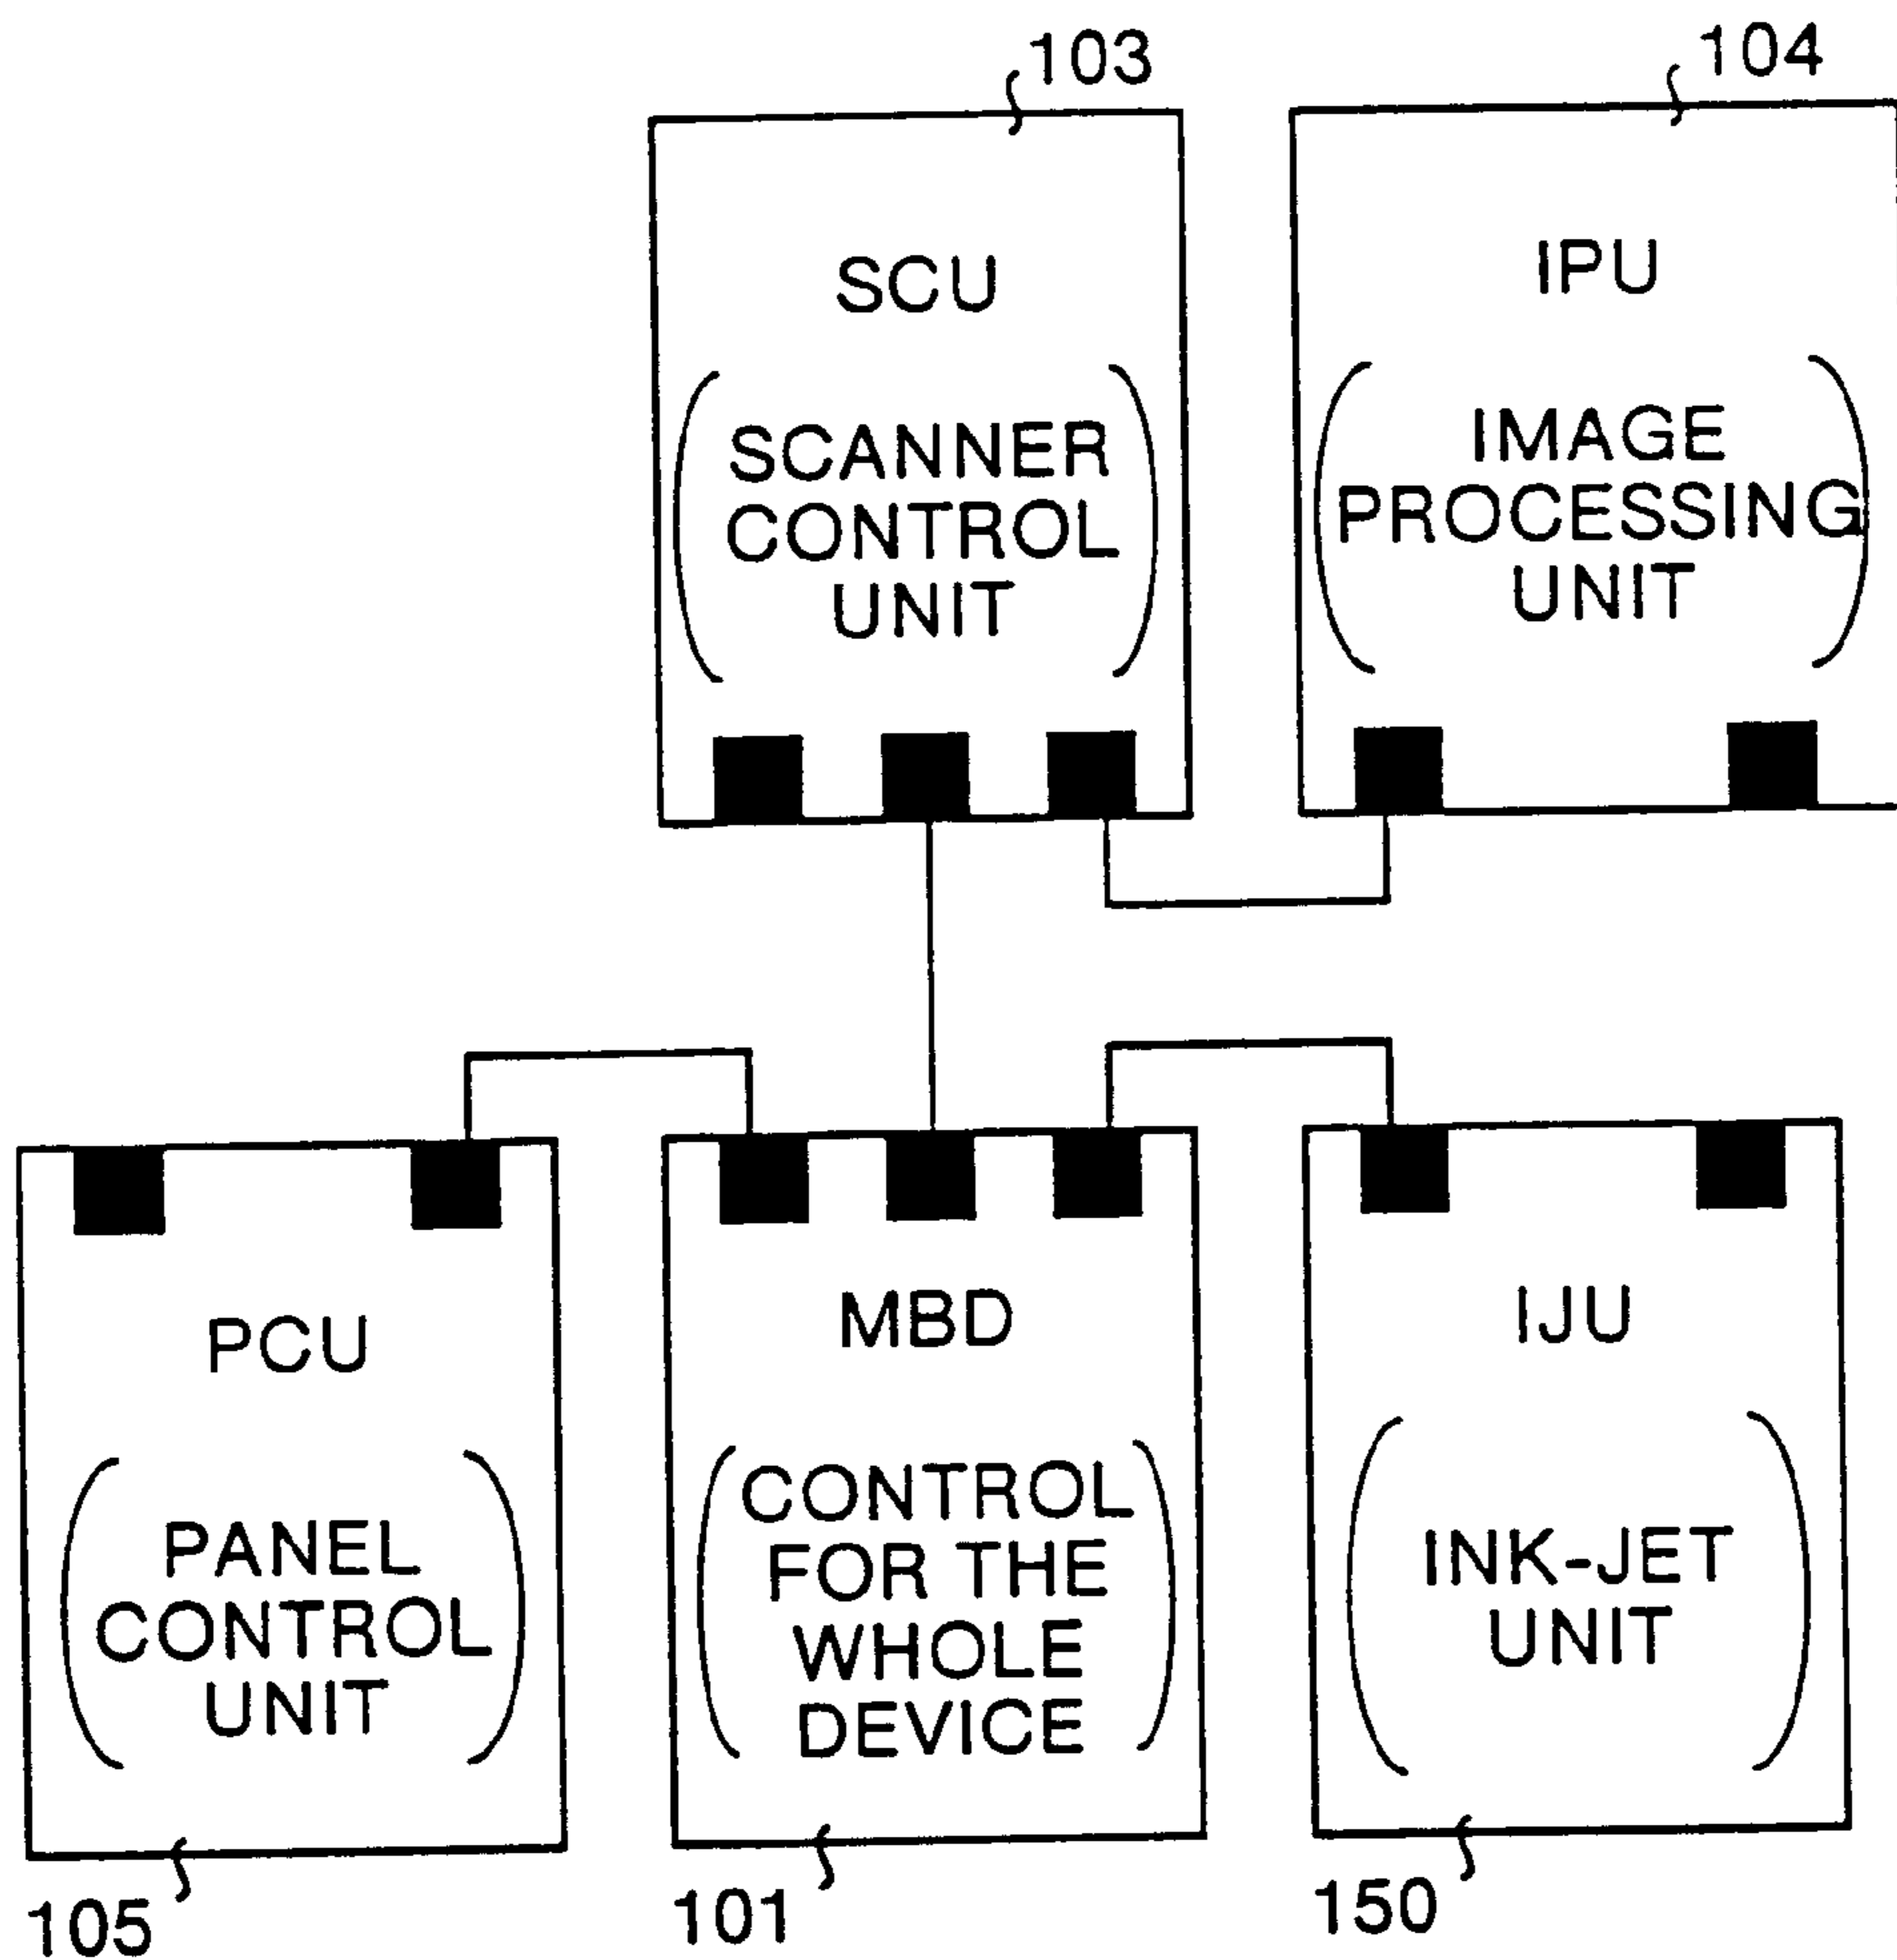 103
104
SCU
(SCANNER
CONTROL
UNIT)
IPU
(IMAGE
PROCESSING
UNIT)
PCU
(PANEL
CONTROL
UNIT)
MBD
(CONTROL
FOR THE
WHOLE
DEVICE)
IJU
(INK-JET
UNIT)
105
101
150